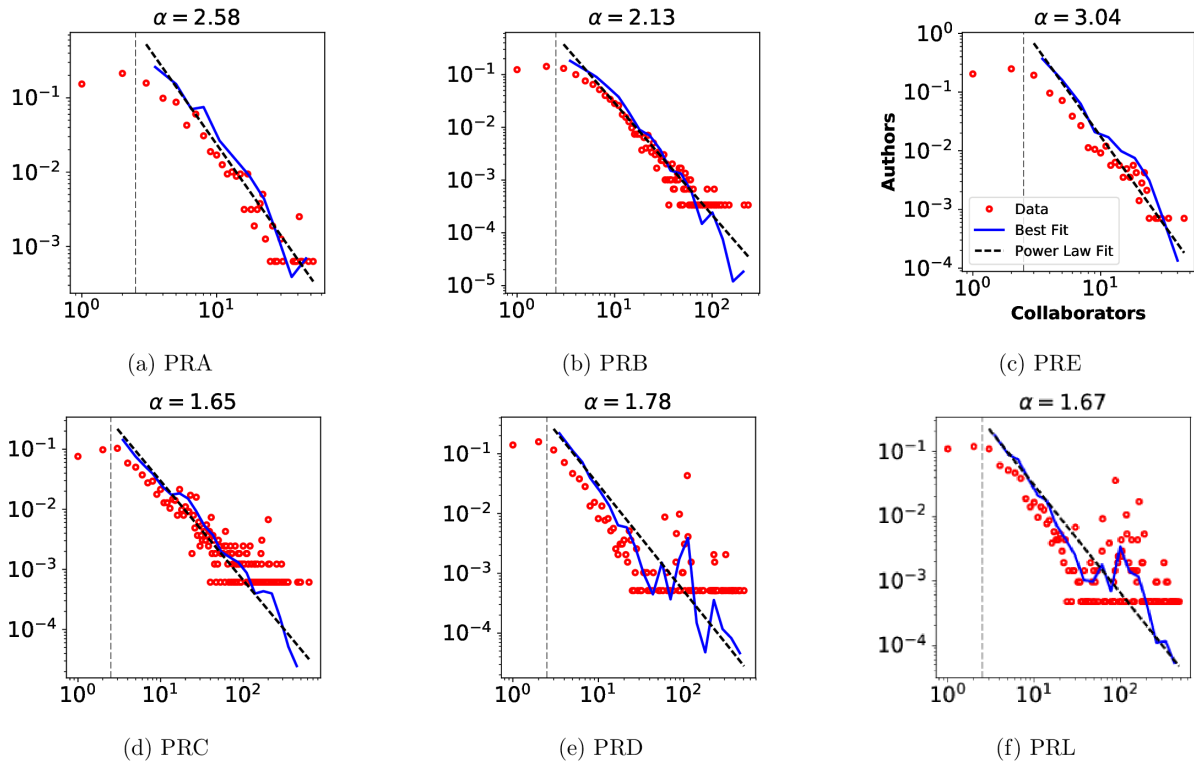 α = 2.58
10⁻¹
10⁻²
10⁻³
10⁰
10¹
(a) PRA
α = 2.13
10⁻¹
10⁻²
10⁻³
10⁻⁴
10⁻⁵
10⁰
10¹
10²
(b) PRB
α = 3.04
10⁰
10⁻¹
10⁻²
10⁻³
10⁻⁴
Authors
Data
Best Fit
Power Law Fit
10⁰
10¹
Collaborators
(c) PRE
α = 1.65
10⁻¹
10⁻²
10⁻³
10⁻⁴
10⁰
10¹
10²
(d) PRC
α = 1.78
10⁻¹
10⁻²
10⁻³
10⁻⁴
10⁰
10¹
10²
(e) PRD
α = 1.67
10⁻¹
10⁻²
10⁻³
10⁻⁴
10⁰
10¹
10²
(f) PRL